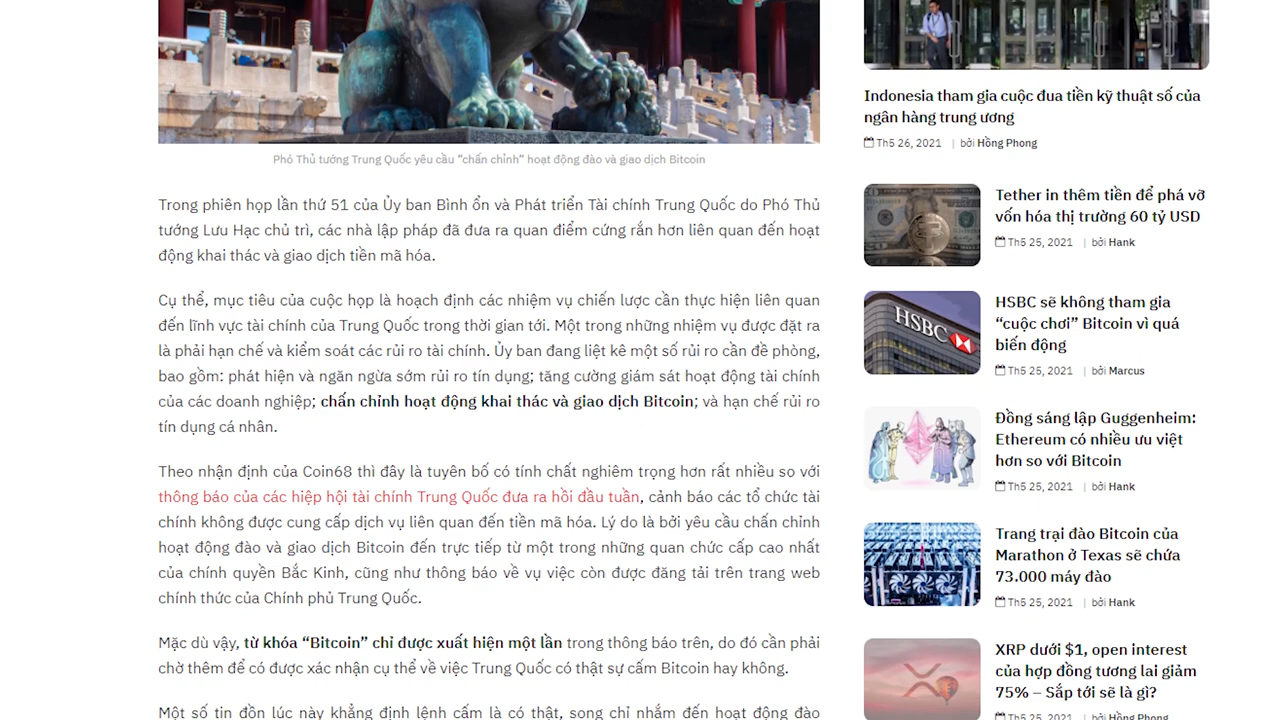 Phó Thủ tướng Trung Quốc yêu cầu “chấn chỉnh” hoạt động đào và giao dịch Bitcoin
Trong phiên họp lần thứ 51 của Ủy ban Bình ổn và Phát triển Tài chính Trung Quốc do Phó Thủ
tướng Lưu Hạc chủ trì, các nhà lập pháp đã đưa ra quan điểm cứng rắn hơn liên quan đến hoạt
động khai thác và giao dịch tiền mã hóa.
Cụ thể, mục tiêu của cuộc họp là hoạch định các nhiệm vụ chiến lược cần thực hiện liên quan
đến lĩnh vực tài chính của Trung Quốc trong thời gian tới. Một trong những nhiệm vụ được đặt ra
là phải hạn chế và kiểm soát các rủi ro tài chính. Ủy ban đang liệt kê một số rủi ro cần đề phòng,
bao gồm: phát hiện và ngăn ngừa sớm rủi ro tín dụng; tăng cường giám sát hoạt động tài chính
của các doanh nghiệp; chấn chỉnh hoạt động khai thác và giao dịch Bitcoin; và hạn chế rủi ro
tín dụng cá nhân.
Theo nhận định của Coin68 thì đây là tuyên bố có tính chất nghiêm trọng hơn rất nhiều so với
thông báo của các hiệp hội tài chính Trung Quốc đưa ra hồi đầu tuần, cảnh báo các tổ chức tài
chính không được cung cấp dịch vụ liên quan đến tiền mã hóa. Lý do là bởi yêu cầu chấn chỉnh
hoạt động đào và giao dịch Bitcoin đến trực tiếp từ một trong những quan chức cấp cao nhất
của chính quyền Bắc Kinh, cũng như thông báo về vụ việc còn được đăng tải trên trang web
chính thức của Chính phủ Trung Quốc.
Mặc dù vậy, từ khóa “Bitcoin” chỉ được xuất hiện một lần trong thông báo trên, do đó cần phải
chờ thêm để có được xác nhận cụ thể về việc Trung Quốc có thật sự cấm Bitcoin hay không.
Một số tin đồn lúc này khẳng định lệnh cấm là có thật, song chỉ nhắm đến hoạt động đào
Indonesia tham gia cuộc đua tiền kỹ thuật số của
ngân hàng trung ương
Th5 26, 2021 | bởi Hồng Phong
Tether in thêm tiền để phá vỡ
vốn hóa thị trường 60 tỷ USD
Th5 25, 2021 | bởi Hank
HSBC
HSBC sẽ không tham gia
“cuộc chơi” Bitcoin vì quá
biến động
Th5 25, 2021 | bởi Marcus
Đồng sáng lập Guggenheim:
Ethereum có nhiều ưu việt
hơn so với Bitcoin
Th5 25, 2021 | bởi Hank
Trang trại đào Bitcoin của
Marathon ở Texas sẽ chứa
73.000 máy đào
Th5 25, 2021 | bởi Hank
XRP dưới $1, open interest
của hợp đồng tương lai giảm
75% – Sắp tới sẽ là gì?
Th5 25, 2021 | bởi Hồng Phong